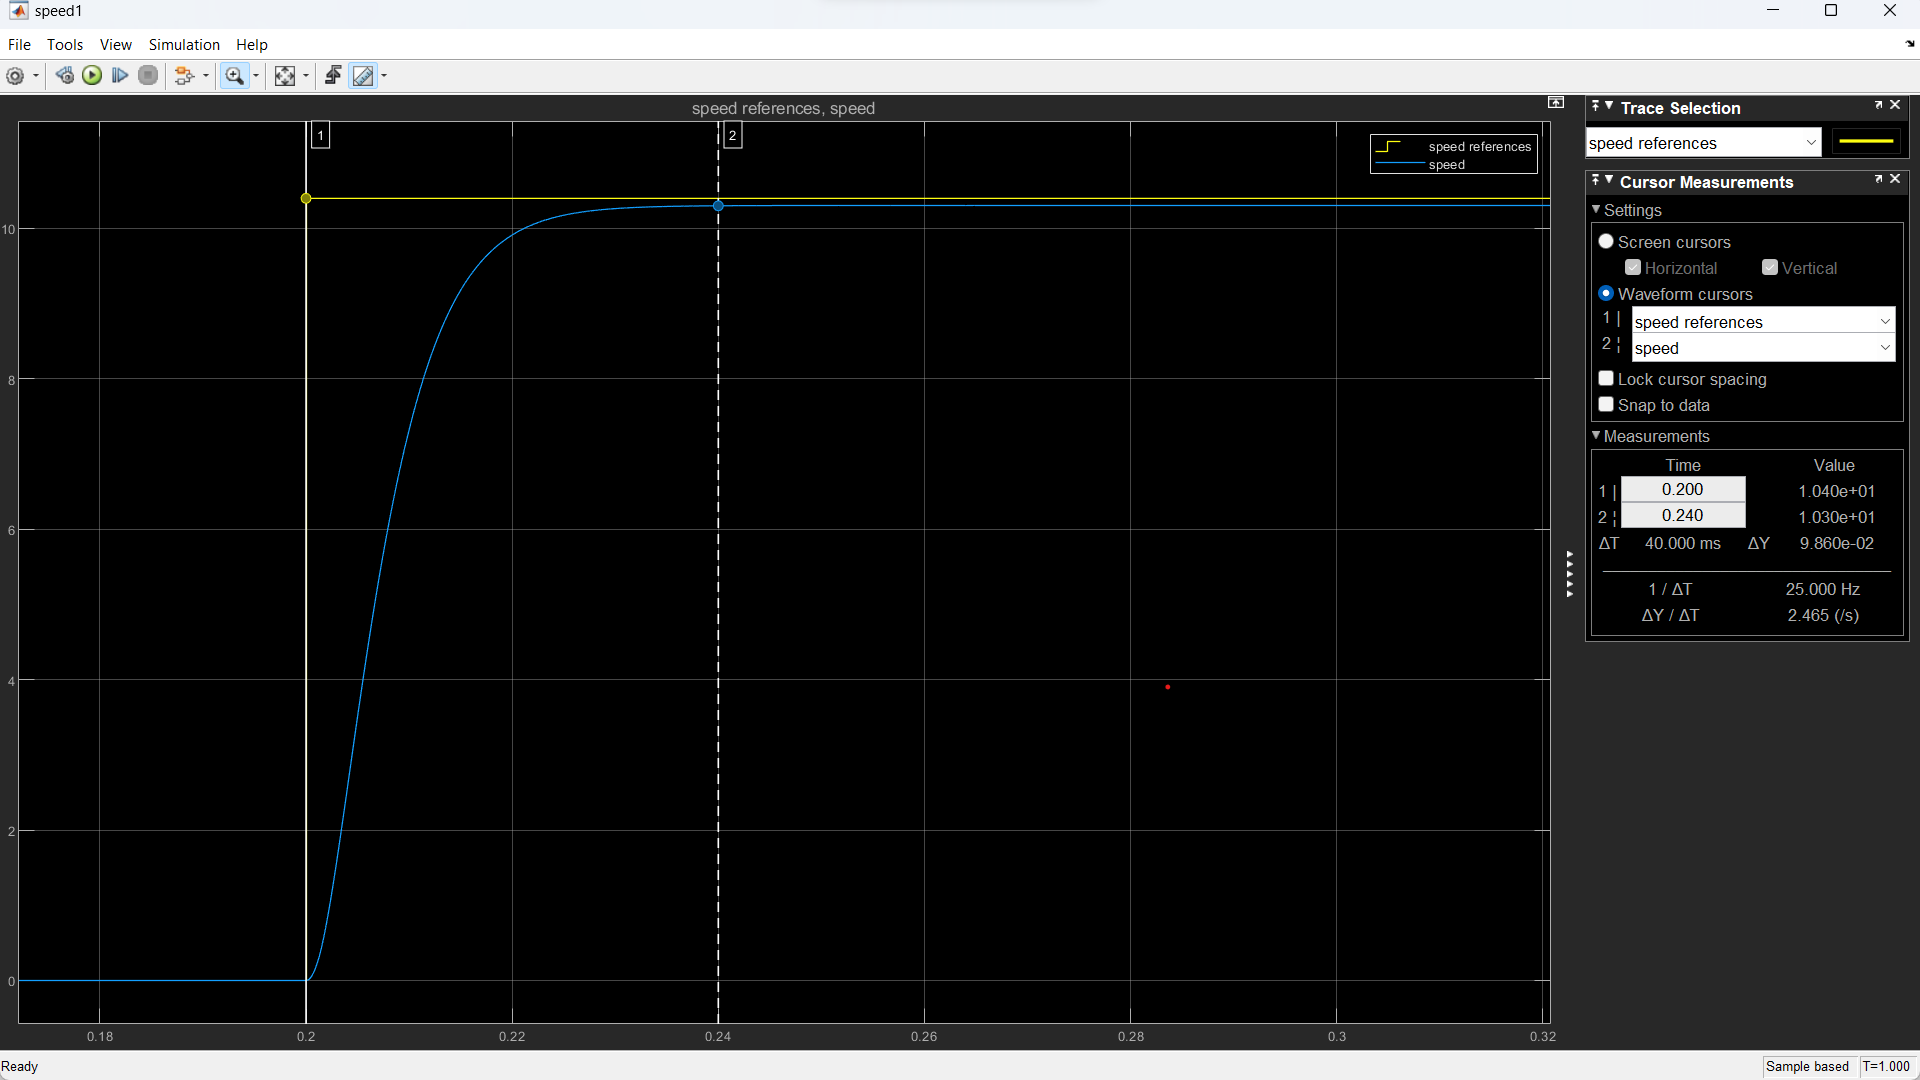 speed1
File Tools View Simulation Help
speed references, speed
1
2
speed references
speed
10
8
6
4
2
0
0.18 0.2 0.22 0.24 0.26 0.28 0.3 0.32
Trace Selection
speed references
Cursor Measurements
Settings
Screen cursors
Horizontal Vertical
Waveform cursors
1 | speed references
2 ¦ speed
Lock cursor spacing
Snap to data
Measurements
Time Value
1 | 0.200 1.040e+01
2 ¦ 0.240 1.030e+01
ΔT 40.000 ms ΔY 9.860e-02
1 / ΔT 25.000 Hz
ΔY / ΔT 2.465 (/s)
Ready
Sample based T=1.000